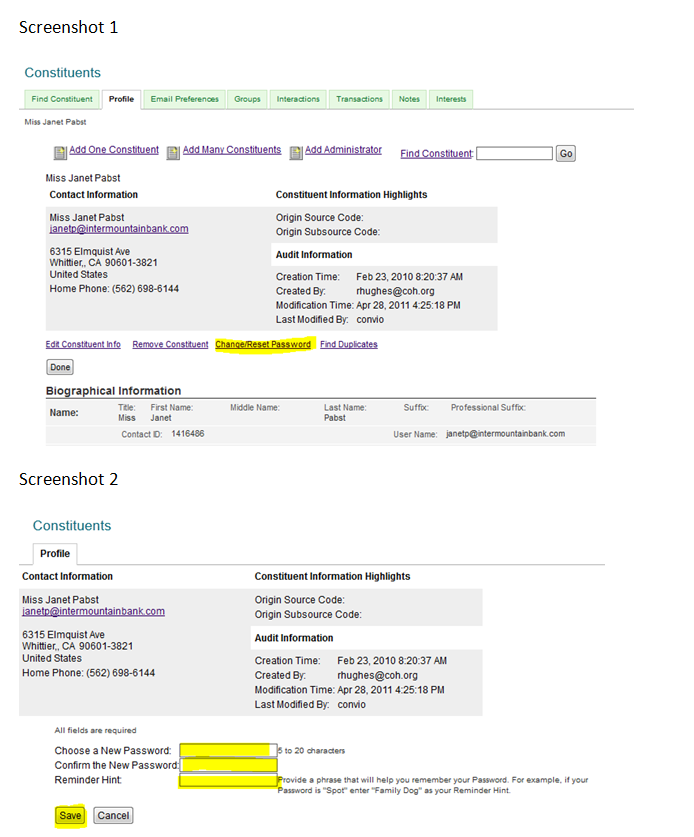 Screenshot 1
Constituents
Find Constituent Profile Email Preferences Groups Interactions Transactions Notes Interests
Miss Janet Pabst
Add One Constituent Add Many Constituents Add Administrator Find Constituent: Go
Miss Janet Pabst
Contact Information Constituent Information Highlights
Miss Janet Pabst Origin Source Code:
janetp@intermountainbank.com Origin Subsource Code:
6315 Elmquist Ave Audit Information
Whittier,, CA 90601-3821
United States Creation Time: Feb 23, 2010 8:20:37 AM
Home Phone: (562) 698-6144 Created By: rhughes@coh.org
Modification Time: Apr 28, 2011 4:25:18 PM
Last Modified By: convio
Edit Constituent Info Remove Constituent Change/Reset Password Find Duplicates
Done
Biographical Information
Name: Title: First Name: Middle Name: Last Name: Suffix: Professional Suffix:
Miss Janet Pabst
Contact ID: 1416486 User Name: janetp@intermountainbank.com
Screenshot 2
Constituents
Profile
Contact Information Constituent Information Highlights
Miss Janet Pabst Origin Source Code:
janetp@intermountainbank.com Origin Subsource Code:
6315 Elmquist Ave Audit Information
Whittier,, CA 90601-3821
United States Creation Time: Feb 23, 2010 8:20:37 AM
Home Phone: (562) 698-6144 Created By: rhughes@coh.org
Modification Time: Apr 28, 2011 4:25:18 PM
Last Modified By: convio
All fields are required
Choose a New Password: 5 to 20 characters
Confirm the New Password:
Reminder Hint: Provide a phrase that will help you remember your Password. For example, if your
Password is "Spot" enter "Family Dog" as your Reminder Hint.
Save Cancel